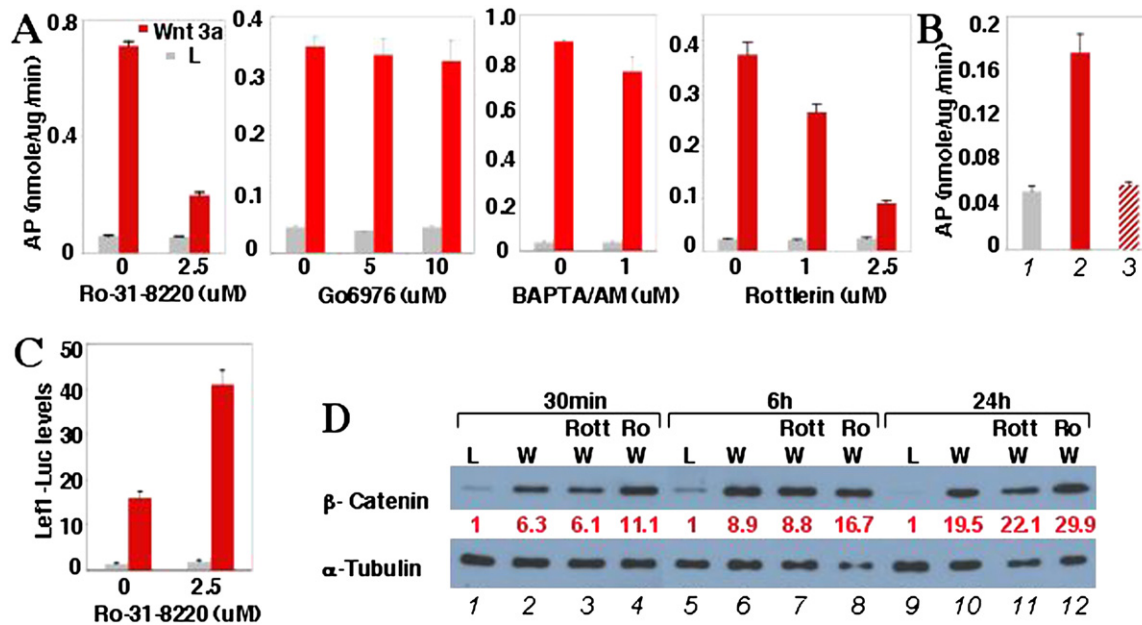 A
AP (nmole/ug/min)
0.8
0.4
0
Wnt 3a
L
0 2.5
Ro-31-8220 (uM)
0.4
0.3
0.2
0.1
0
0 5 10
Go6976 (uM)
1.0
0.8
0.6
0.4
0.2
0
0 1
BAPTA/AM (uM)
0.4
0.3
0.2
0.1
0
0 1 2.5
Rottlerin (uM)
B
AP (nmole/ug/min)
0.2
0.16
0.12
0.08
0.04
0
1 2 3
C
Lef1-Luc levels
50
40
30
20
10
0
0 2.5
Ro-31-8220 (uM)
D
30min 6h 24h
Rott Ro Rott Ro Rott Ro
L W W W L W W W L W W W
β- Catenin
1 6.3 6.1 11.1 1 8.9 8.8 16.7 1 19.5 22.1 29.9
α-Tubulin
1 2 3 4 5 6 7 8 9 10 11 12